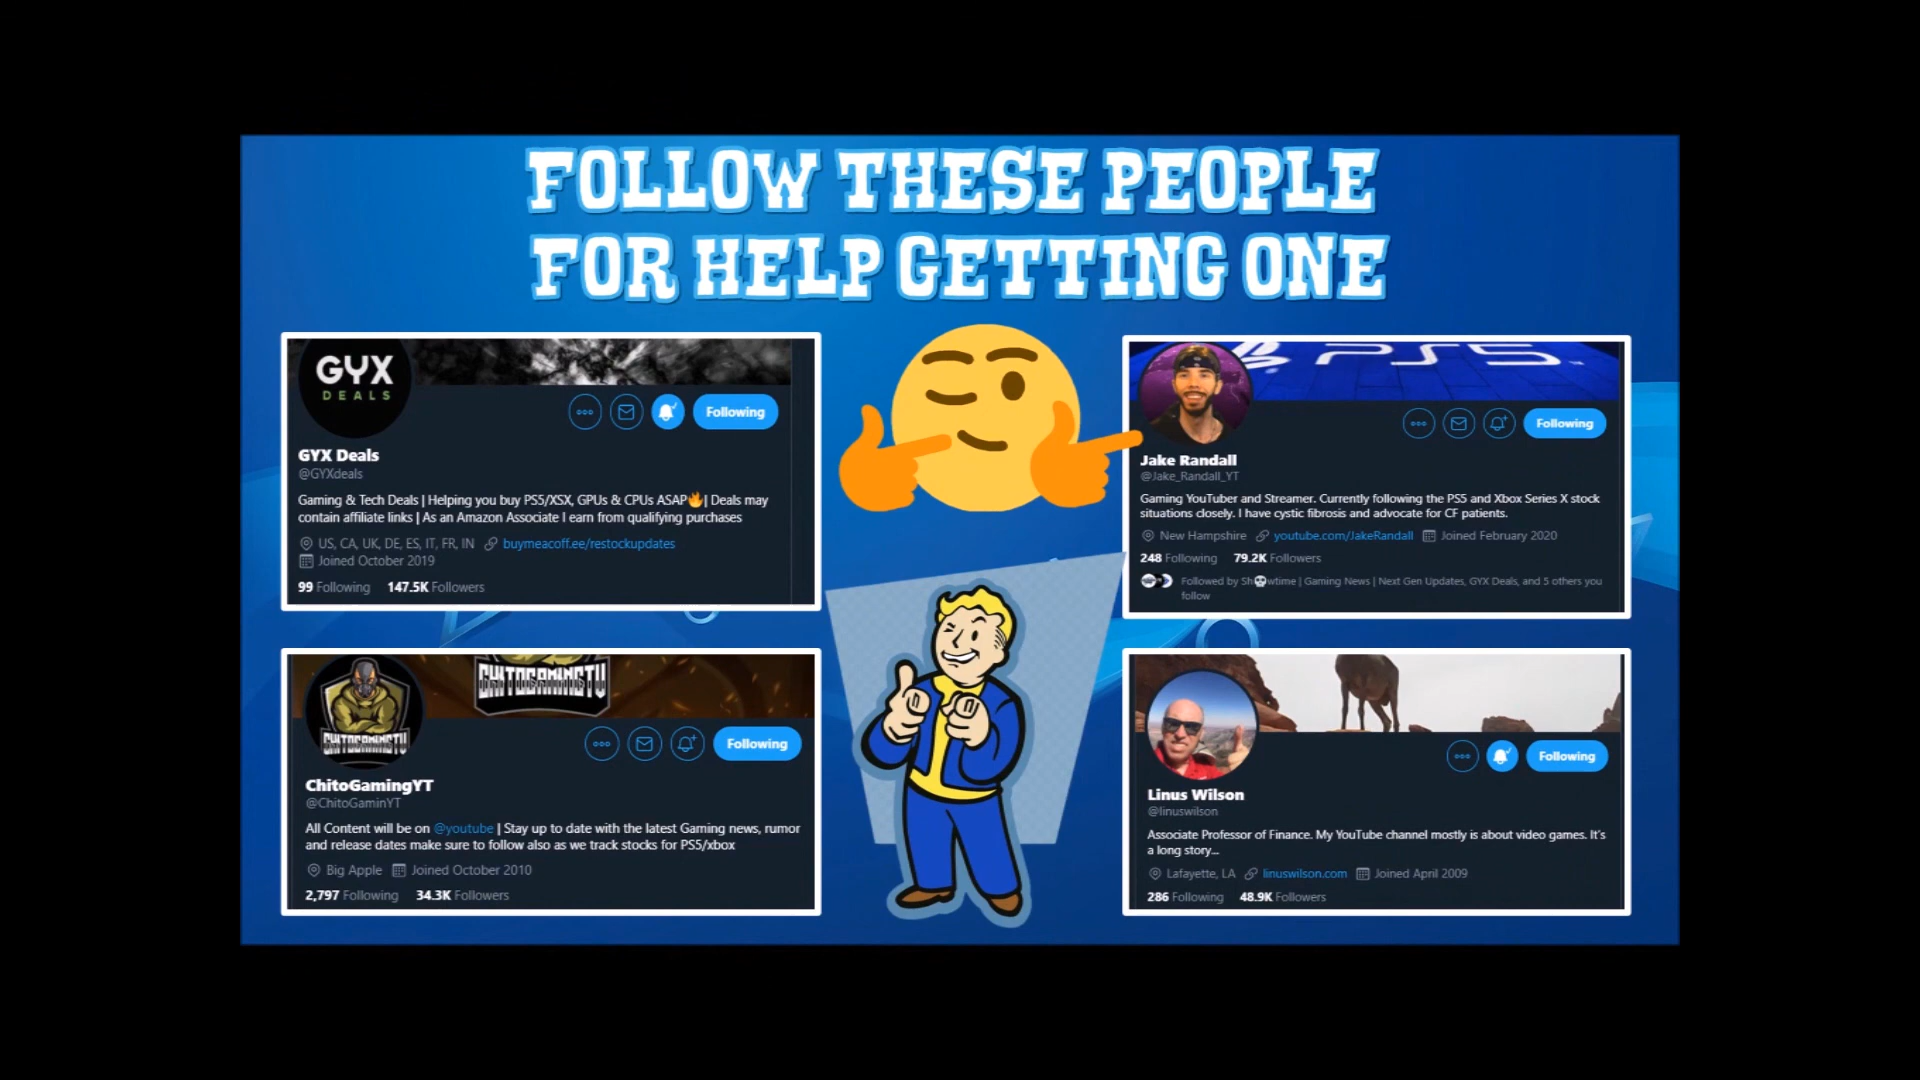 FOLLOW THESE PEOPLE
FOR HELP GETTING ONE
GYX
DEALS
Following
GYX Deals
@GYXdeals
Gaming & Tech Deals | Helping you buy PS5/XSX, GPUs & CPUs ASAP🔥| Deals may
contain affiliate links | As an Amazon Associate I earn from qualifying purchases
US, CA, UK, DE, ES, IT, FR, IN buymeacoff.ee/restockupdates
Joined October 2019
99 Following 147.5K Followers
PS5
Following
Jake Randall
@Jake_Randall_YT
Gaming YouTuber and Streamer. Currently following the PS5 and Xbox Series X stock
situations closely. I have cystic fibrosis and advocate for CF patients.
New Hampshire youtube.com/JakeRandall Joined February 2020
248 Following 79.2K Followers
Followed by Sh💀wtime | Gaming News | Next Gen Updates, GYX Deals, and 5 others you
follow
CHITOGAMINGTV
CHITOGAMINGTV
Following
ChitoGamingYT
@ChitoGaminYT
All Content will be on @youtube | Stay up to date with the latest Gaming news, rumor
and release dates make sure to follow also as we track stocks for PS5/xbox
Big Apple Joined October 2010
2,797 Following 34.3K Followers
Following
Linus Wilson
@linuswilson
Associate Professor of Finance. My YouTube channel mostly is about video games. It's
a long story...
Lafayette, LA linuswilson.com Joined April 2009
286 Following 48.9K Followers